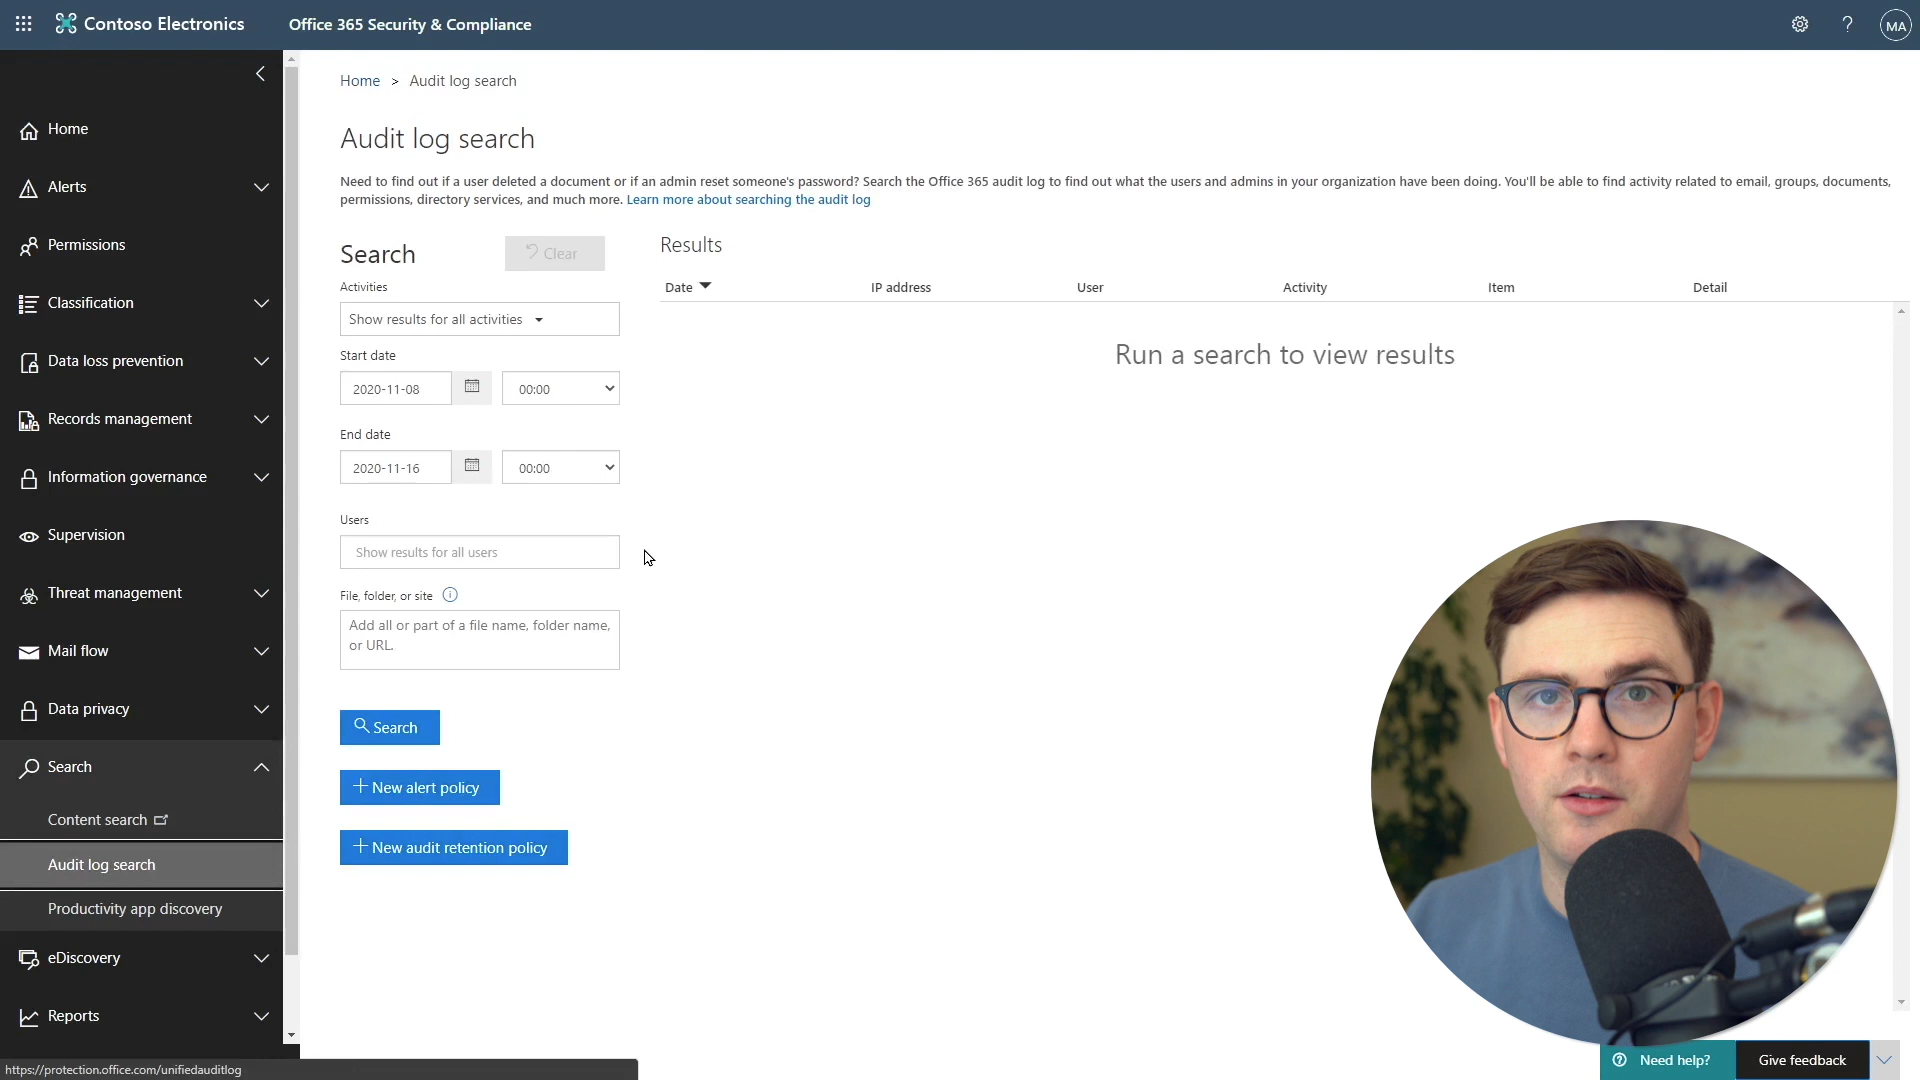 Contoso Electronics
Office 365 Security & Compliance
?
MA
Home > Audit log search
Home
Alerts
Permissions
Classification
Data loss prevention
Records management
Information governance
Supervision
Threat management
Mail flow
Data privacy
Search
Content search
Audit log search
Productivity app discovery
eDiscovery
Reports
https://protection.office.com/unifiedauditlog
Audit log search
Need to find out if a user deleted a document or if an admin reset someone's password? Search the Office 365 audit log to find out what the users and admins in your organization have been doing. You'll be able to find activity related to email, groups, documents,
permissions, directory services, and much more. Learn more about searching the audit log
Search
Clear
Activities
Show results for all activities
Start date
2020-11-08
00:00
End date
2020-11-16
00:00
Users
Show results for all users
File, folder, or site
Add all or part of a file name, folder name,
or URL.
Search
New alert policy
New audit retention policy
Results
Date
IP address
User
Activity
Item
Detail
Run a search to view results
Need help?
Give feedback